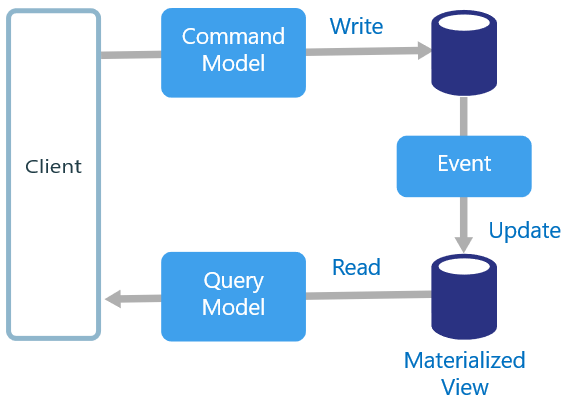 Command
Model
Write
Client
Event
Update
Query
Model
Read
Materialized
View